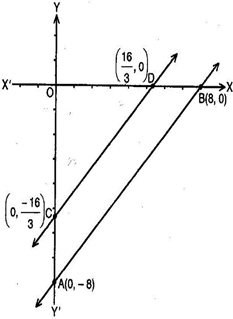 Y
(16/3, 0)
X' O D X
B(8, 0)
(0, -16/3) C
A(0, -8)
Y'